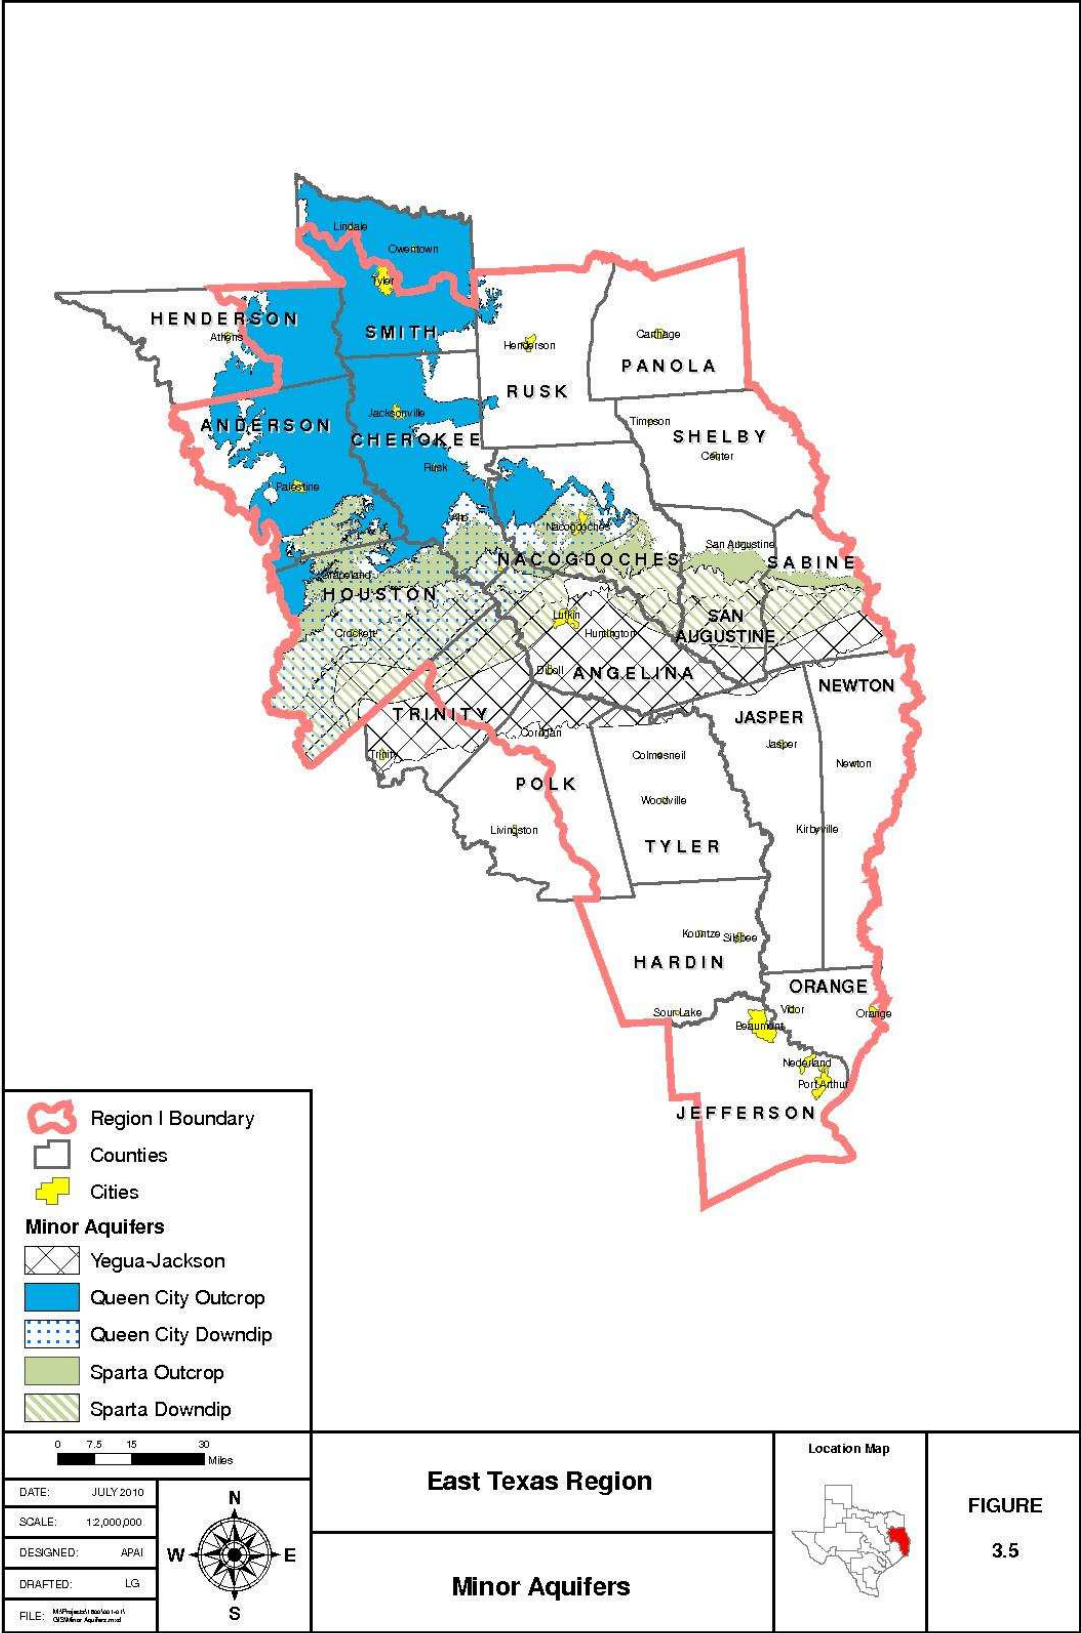 Lindale
Owentown
Tyler
HENDERSON
Athens
SMITH
Henderson
Carthage
PANOLA
RUSK
ANDERSON
Jacksonville
CHEROKEE
Timpson
SHELBY
Center
Rusk
Palestine
Alto
Nacogdoches
San Augustine
NACOGDOCHES
SABINE
Grapeland
HOUSTON
Lufkin
SAN
AUGUSTINE
Crockett
Huntington
Diboll
ANGELINA
NEWTON
TRINITY
JASPER
Corrigan
Jasper
Trinity
Colmesneil
Newton
POLK
Woodville
Livingston
Kirbyville
TYLER
Kountze
Silsbee
HARDIN
ORANGE
Sour Lake
Vidor
Orange
Beaumont
Nederland
Port Arthur
JEFFERSON
Region I Boundary
Counties
Cities
Minor Aquifers
Yegua-Jackson
Queen City Outcrop
Queen City Downdip
Sparta Outcrop
Sparta Downdip
0 7.5 15 30
Miles
DATE: JULY 2010
SCALE: 1:2,000,000
DESIGNED: APAI
DRAFTED: LG
FILE:
N
W E
S
East Texas Region
Minor Aquifers
Location Map
FIGURE
3.5